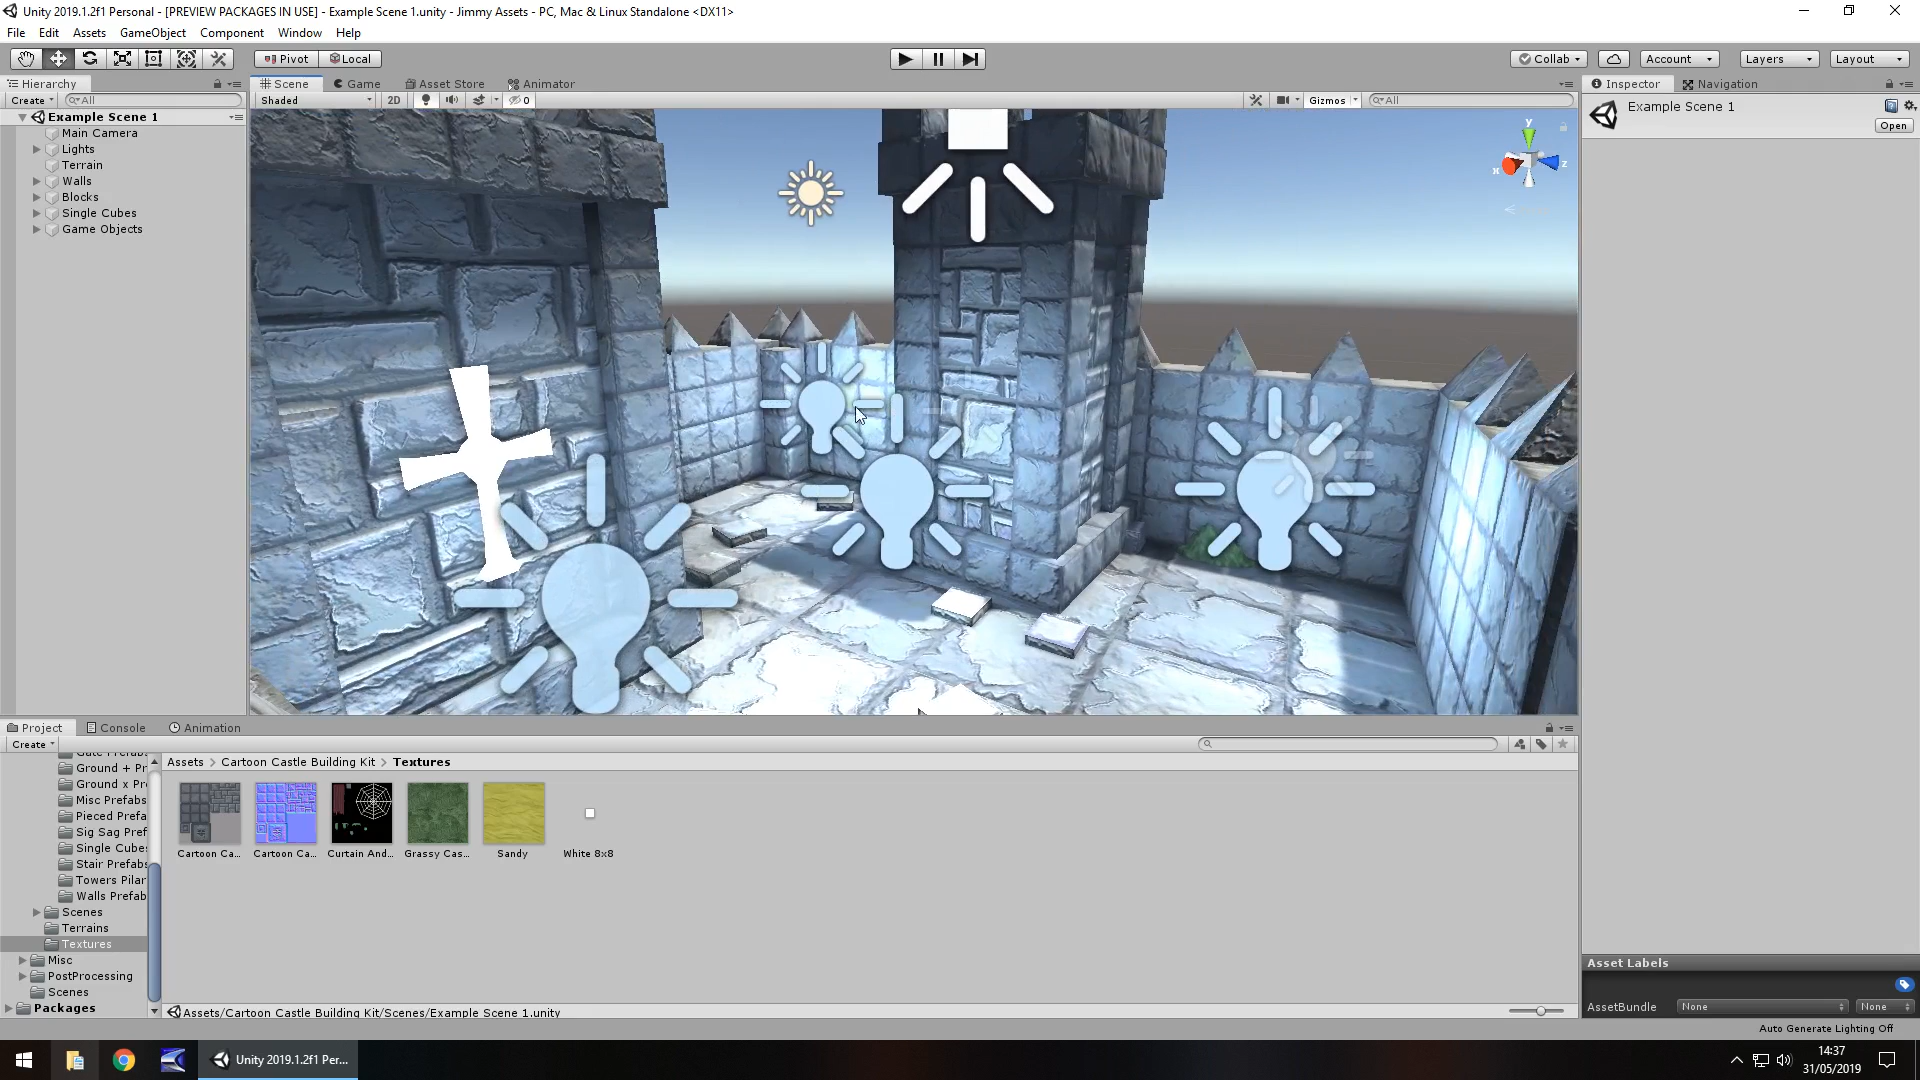 Unity 2019.1.2f1 Personal - [PREVIEW PACKAGES IN USE] - Example Scene 1.unity - Jimmy Assets - PC, Mac & Linux Standalone <DX11>
File Edit Assets GameObject Component Window Help
Pivot Local Collab Account Layers Layout
Hierarchy Scene Game Asset Store Animator Inspector Navigation
Create All Shaded 2D 0 Gizmos All
Example Scene 1
Main Camera
Lights
Terrain
Walls
Blocks
Single Cubes
Game Objects
y
x
z
Example Scene 1
Open
Project Console Animation
Create
Assets > Cartoon Castle Building Kit > Textures
Ground + Pr
Ground x Pr
Misc Prefabs
Pieced Prefa
Sig Sag Pref
Single Cubes
Stair Prefabs
Towers Pilar
Walls Prefab
Scenes
Terrains
Textures
Misc
PostProcessing
Scenes
Packages
Cartoon Ca...
Cartoon Ca...
Curtain And...
Grassy Cas...
Sandy
White 8x8
Assets/Cartoon Castle Building Kit/Scenes/Example Scene 1.unity
Asset Labels
AssetBundle None None
Auto Generate Lighting Off
Unity 2019.1.2f1 Per...
14:37
31/05/2019